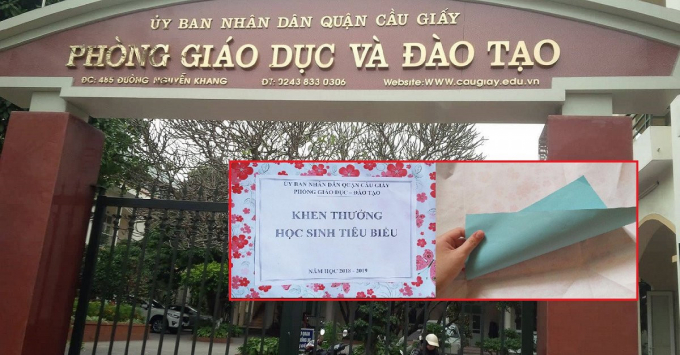 ỦY BAN NHÂN DÂN QUẬN CẦU GIẤY
PHÒNG GIÁO DỤC VÀ ĐÀO TẠO
ĐC: 465 ĐƯỜNG NGUYỄN KHANG ĐT: 0243 833 0306 Website:WWW.caugiay.edu.vn
ỦY BAN NHÂN DÂN QUẬN CẦU GIẤY
PHÒNG GIÁO DỤC - ĐÀO TẠO
KHEN THƯỞNG
HỌC SINH TIÊU BIỂU
NĂM HỌC 2018 - 2019